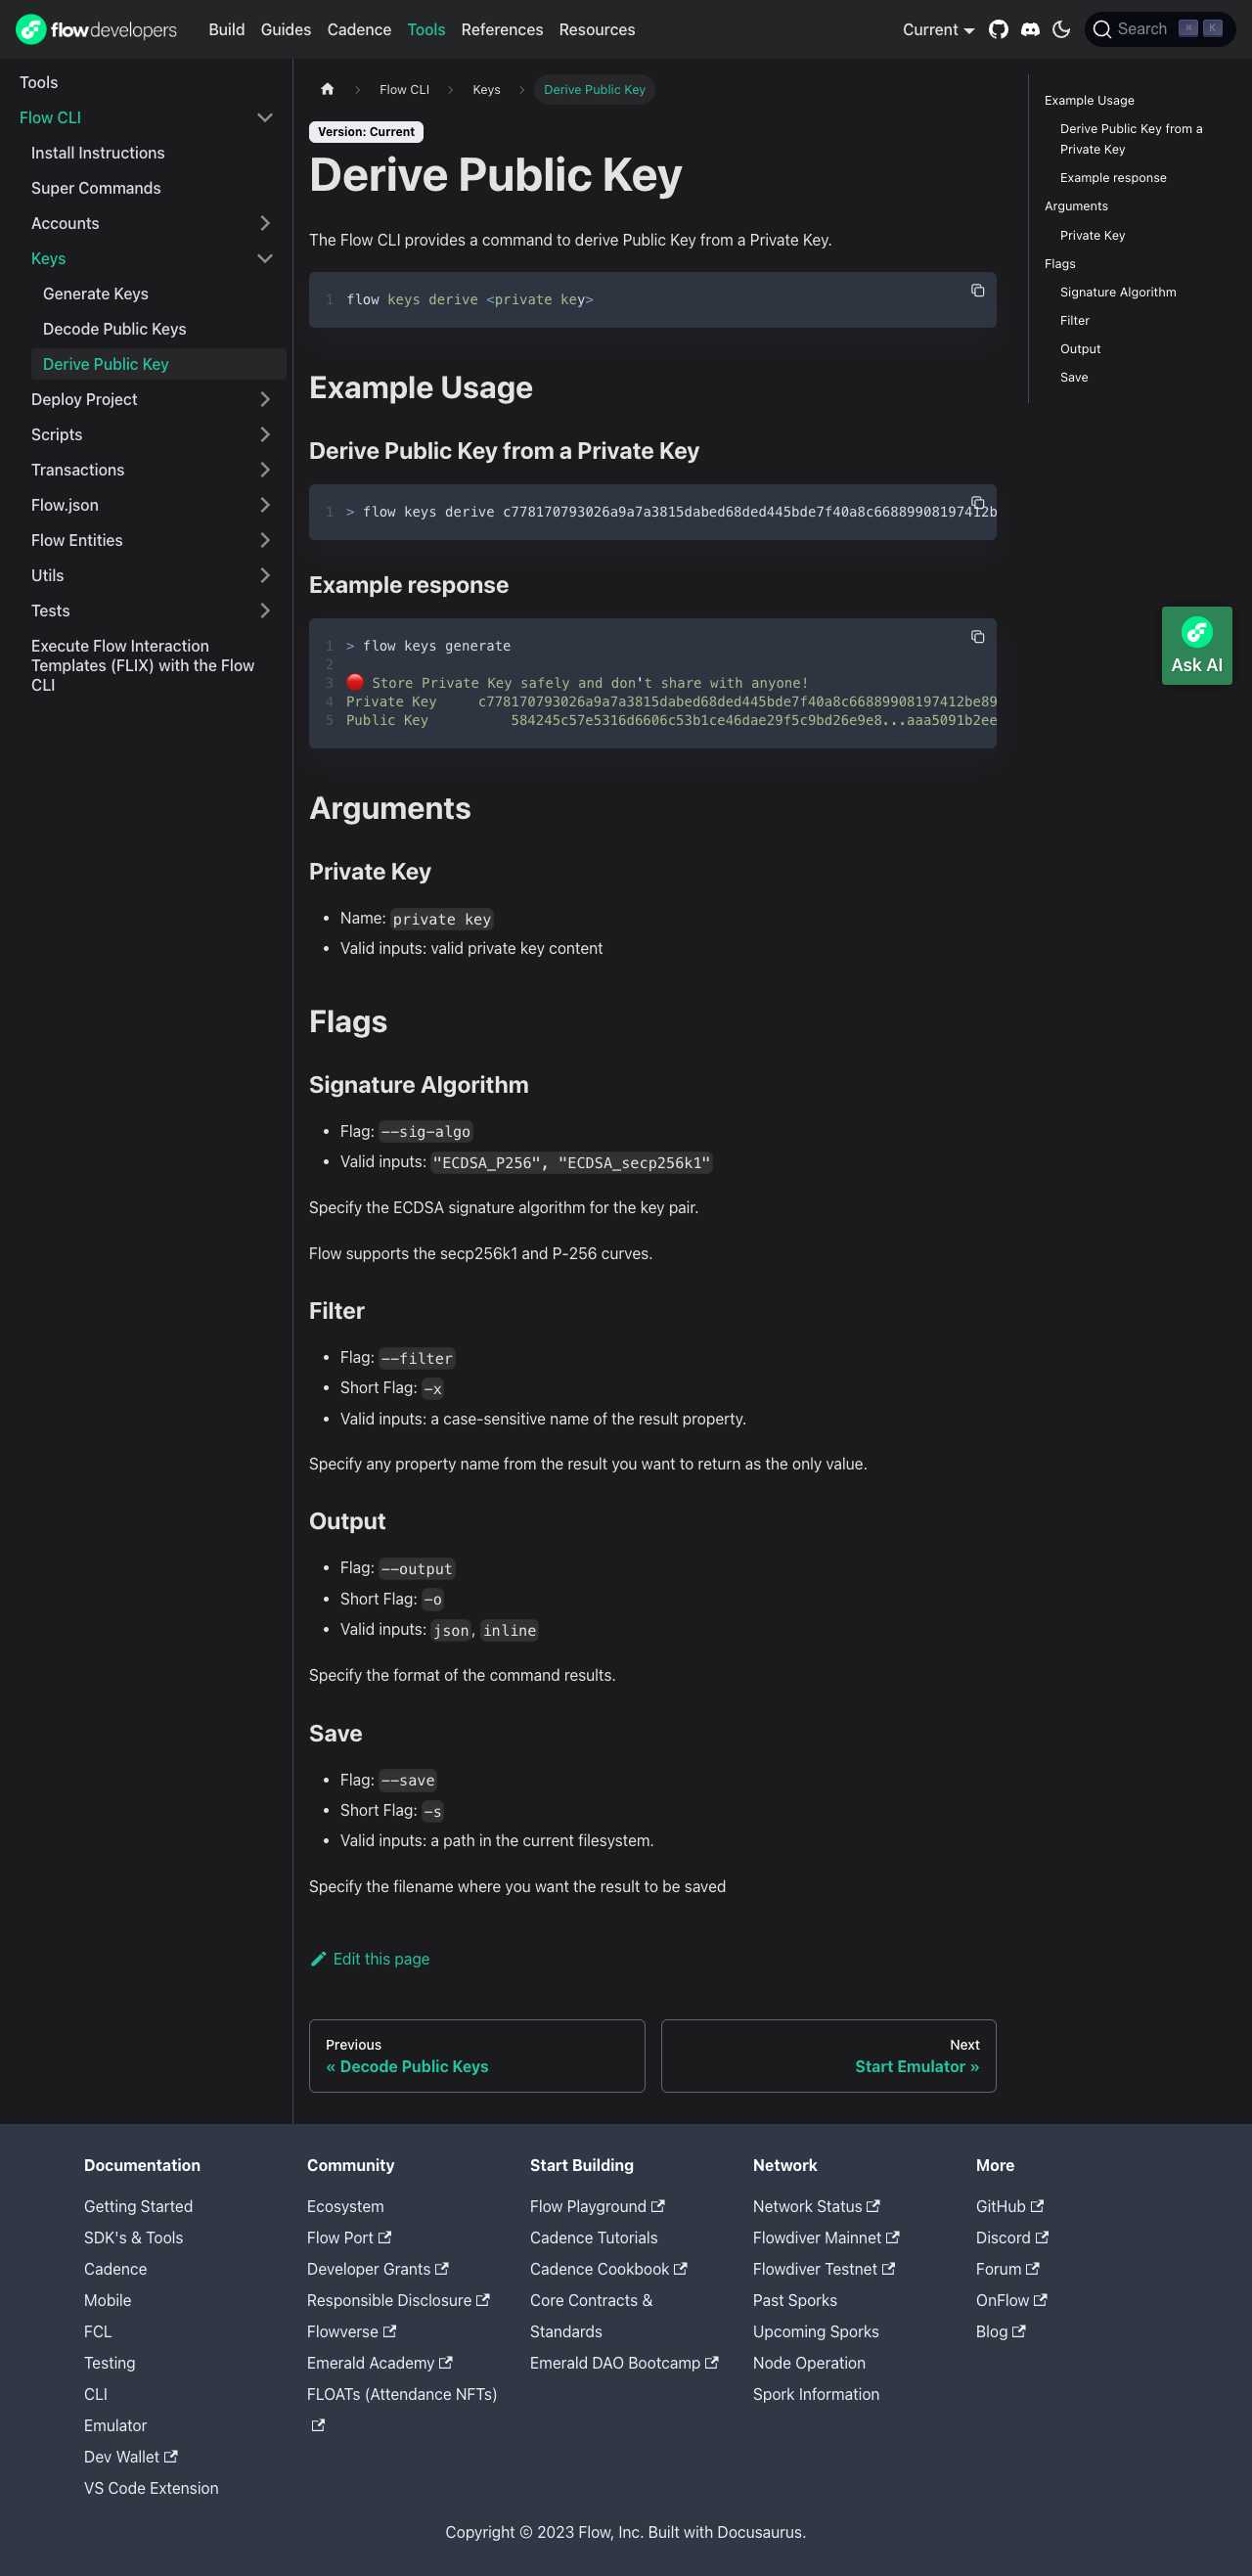 flowdevelopers Build Guides Cadence Tools References Resources Current Search ⌘ K
Tools
Flow CLI
Install Instructions
Super Commands
Accounts
Keys
Generate Keys
Decode Public Keys
Derive Public Key
Deploy Project
Scripts
Transactions
Flow.json
Flow Entities
Utils
Tests
Execute Flow Interaction
Templates (FLIX) with the Flow
CLI
Flow CLI Keys Derive Public Key
Version: Current
Derive Public Key
The Flow CLI provides a command to derive Public Key from a Private Key.
1 flow keys derive <private key>
Example Usage
Derive Public Key from a Private Key
1 > flow keys derive c778170793026a9a7a3815dabed68ded445bde7f40a8c66889908197412b
Example response
1 > flow keys generate
2
3 🔴 Store Private Key safely and don't share with anyone!
4 Private Key c778170793026a9a7a3815dabed68ded445bde7f40a8c66889908197412be89
5 Public Key 584245c57e5316d6606c53b1ce46dae29f5c9bd26e9e8...aaa5091b2ee
Arguments
Private Key
• Name: private key
• Valid inputs: valid private key content
Flags
Signature Algorithm
• Flag: --sig-algo
• Valid inputs: "ECDSA_P256", "ECDSA_secp256k1"
Specify the ECDSA signature algorithm for the key pair.
Flow supports the secp256k1 and P-256 curves.
Filter
• Flag: --filter
• Short Flag: -x
• Valid inputs: a case-sensitive name of the result property.
Specify any property name from the result you want to return as the only value.
Output
• Flag: --output
• Short Flag: -o
• Valid inputs: json, inline
Specify the format of the command results.
Save
• Flag: --save
• Short Flag: -s
• Valid inputs: a path in the current filesystem.
Specify the filename where you want the result to be saved
Edit this page
Previous
« Decode Public Keys
Next
Start Emulator »
Example Usage
Derive Public Key from a
Private Key
Example response
Arguments
Private Key
Flags
Signature Algorithm
Filter
Output
Save
Ask AI
Documentation
Getting Started
SDK's & Tools
Cadence
Mobile
FCL
Testing
CLI
Emulator
Dev Wallet
VS Code Extension
Community
Ecosystem
Flow Port
Developer Grants
Responsible Disclosure
Flowverse
Emerald Academy
FLOATs (Attendance NFTs)
Start Building
Flow Playground
Cadence Tutorials
Cadence Cookbook
Core Contracts &
Standards
Emerald DAO Bootcamp
Network
Network Status
Flowdiver Mainnet
Flowdiver Testnet
Past Sporks
Upcoming Sporks
Node Operation
Spork Information
More
GitHub
Discord
Forum
OnFlow
Blog
Copyright © 2023 Flow, Inc. Built with Docusaurus.